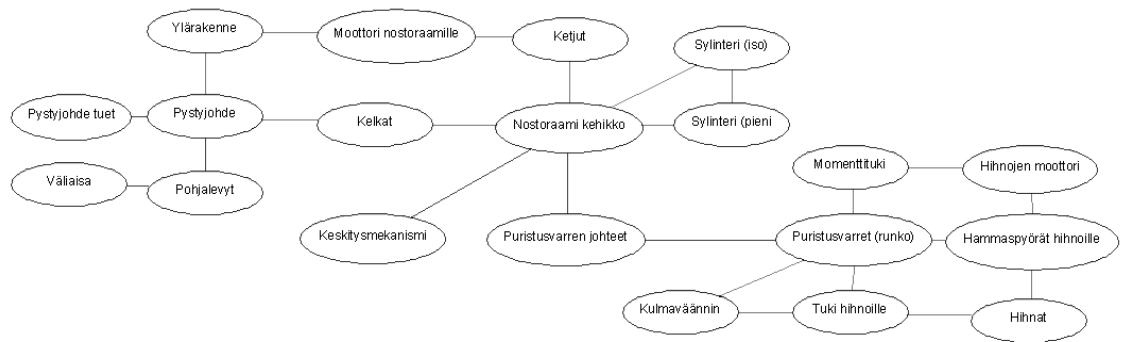 Ylärakenne
Moottori nostoraamille
Ketjut
Sylinteri (iso)
Pystyjohde tuet
Pystyjohde
Kelkat
Nostoraami kehikko
Sylinteri (pieni
Momenttituki
Hihnojen moottori
Väliaisa
Pohjalevyt
Keskitysmekanismi
Puristusvarren johteet
Puristusvarret (runko)
Hammaspyörät hihnoille
Kulmaväännin
Tuki hihnoille
Hihnat